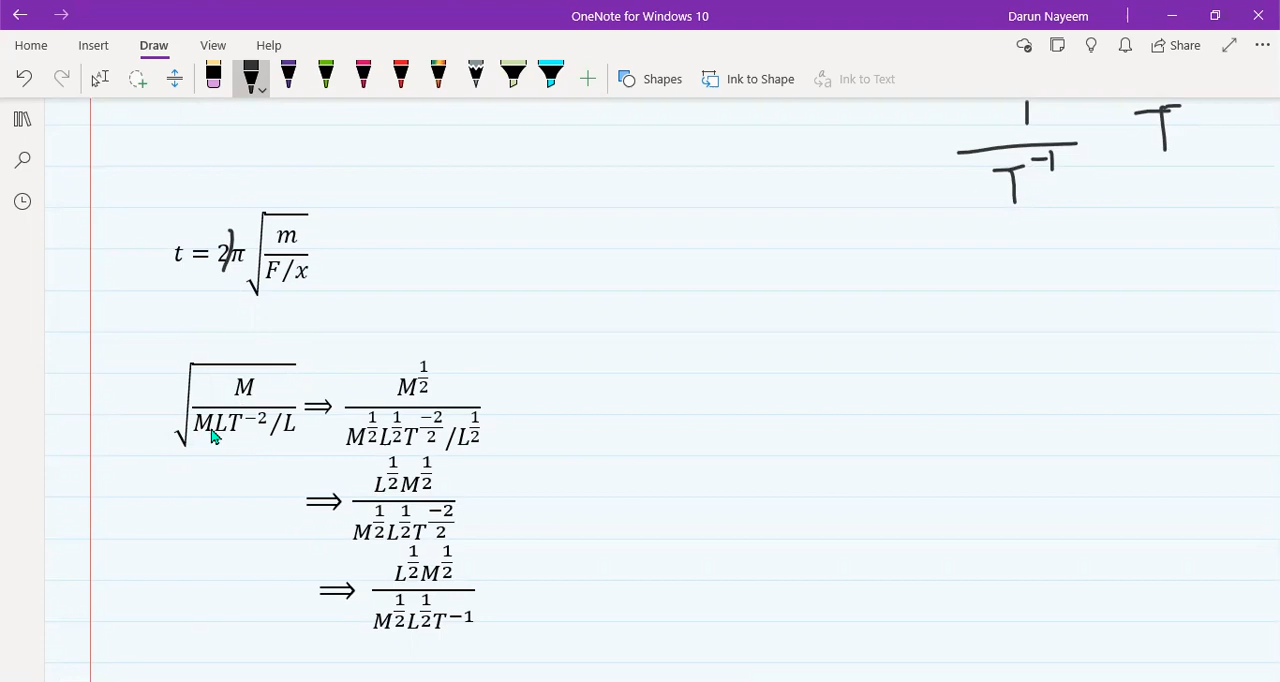 OneNote for Windows 10
Darun Nayeem
Home Insert Draw View Help
Share
Shapes Ink to Shape Ink to Text
1 / T⁻¹ T
t = 2π √(m / (F/x))
√(M / (MLT⁻²/L)) ⟹ M^(1/2) / (M^(1/2) L^(1/2) T^(-2/2) / L^(1/2))
⟹ L^(1/2) M^(1/2) / (M^(1/2) L^(1/2) T^(-2/2))
⟹ L^(1/2) M^(1/2) / (M^(1/2) L^(1/2) T⁻¹)